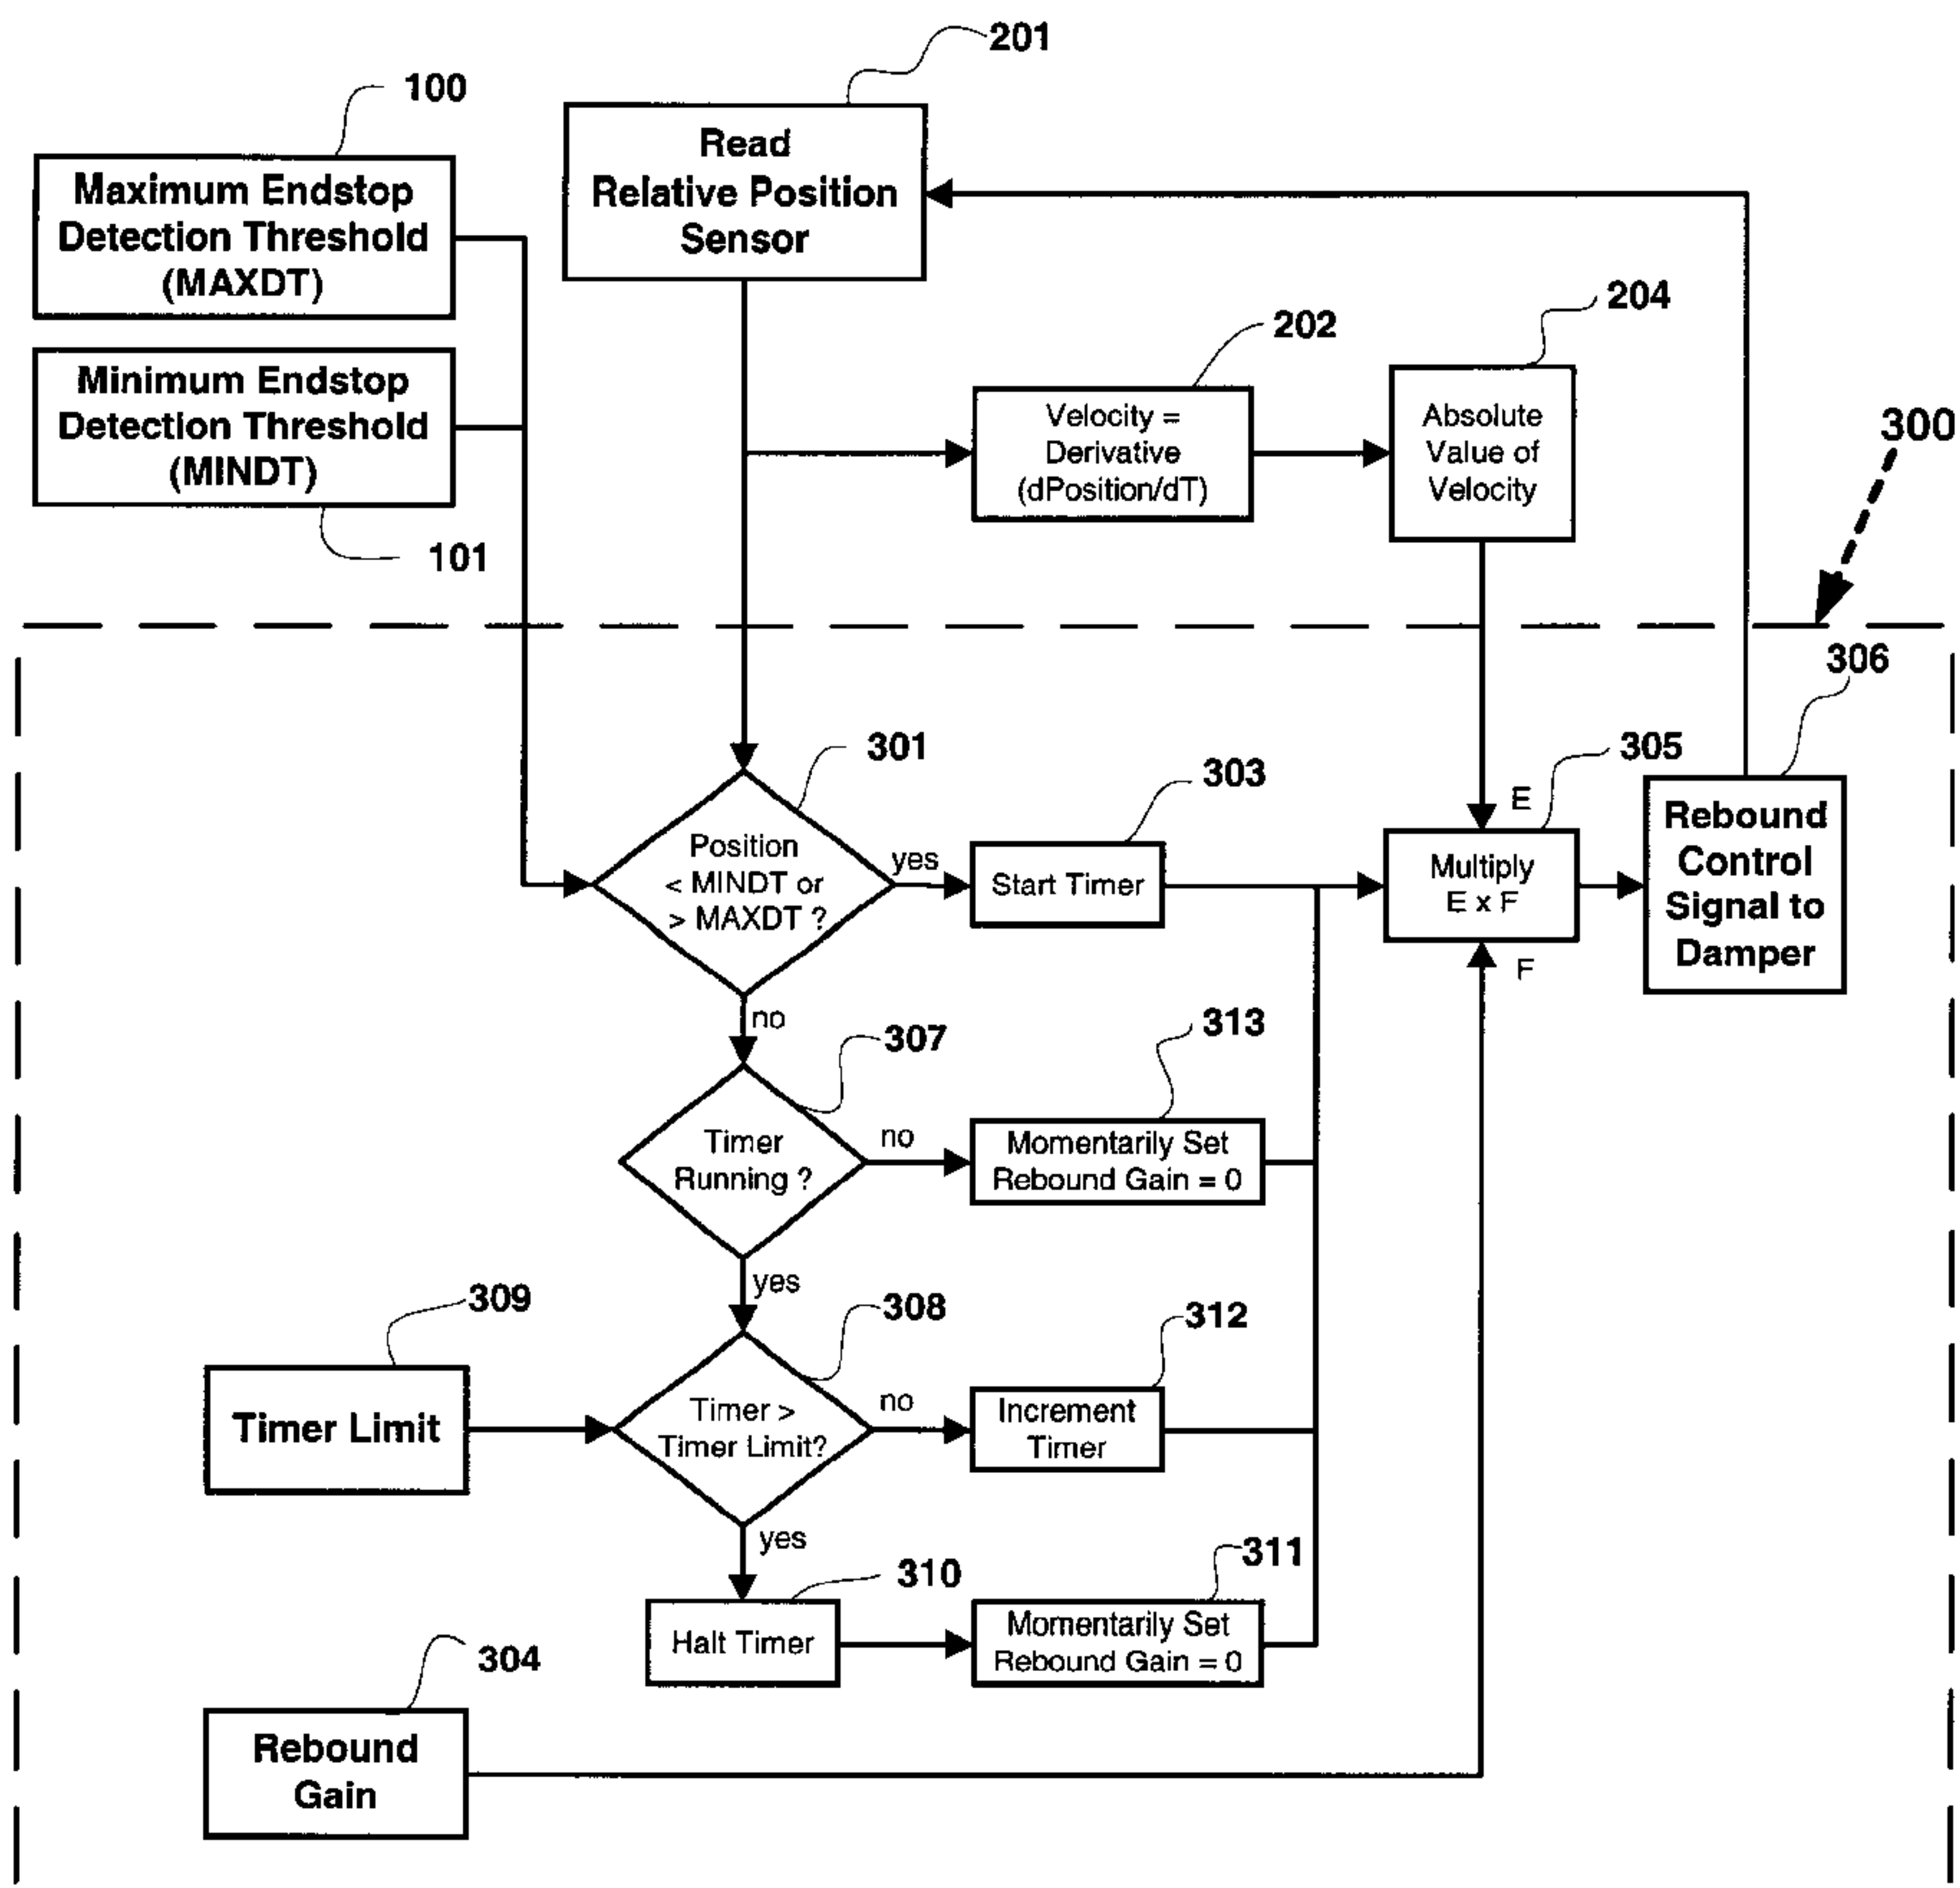 201
100
Read
Relative Position
Sensor
Maximum Endstop
Detection Threshold
(MAXDT)
204
202
Minimum Endstop
Detection Threshold
(MINDT)
Velocity =
Derivative
(dPosition/dT)
Absolute
Value of
Velocity
300
101
306
301
303
305
E
Position
< MINDT or
> MAXDT ?
yes
Start Timer
Multiply
E x F
Rebound
Control
Signal to
Damper
F
no
307
313
Timer
Running ?
no
Momentarily Set
Rebound Gain = 0
yes
309
308
312
Timer Limit
Timer >
Timer Limit?
no
Increment
Timer
yes
310
311
Halt Timer
Momentarily Set
Rebound Gain = 0
304
Rebound
Gain